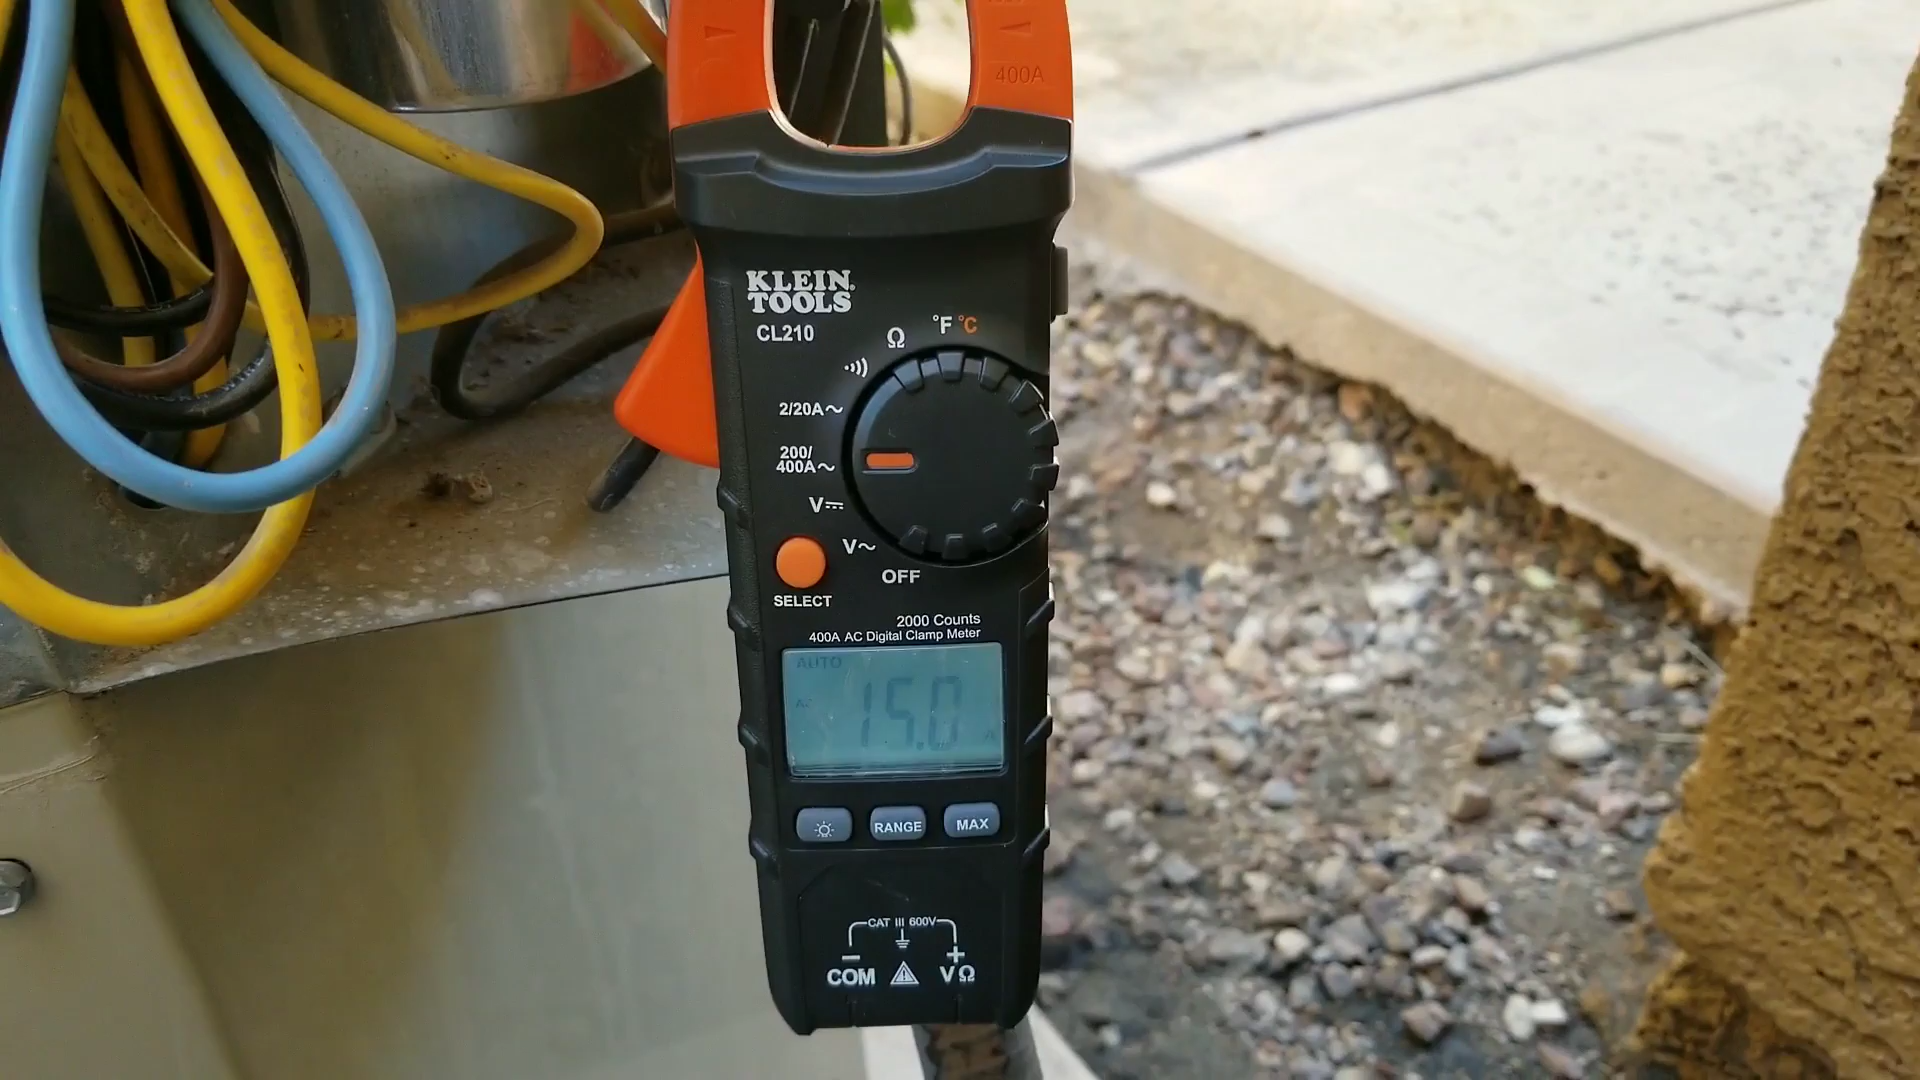 400A
KLEIN
TOOLS
CL210
°F °C
Ω
2/20A~
200/
400A~
V⎓
V~
OFF
SELECT
2000 Counts
400A AC Digital Clamp Meter
AUTO
AC
15.0
RANGE
MAX
CAT III 600V
− +
COM VΩ